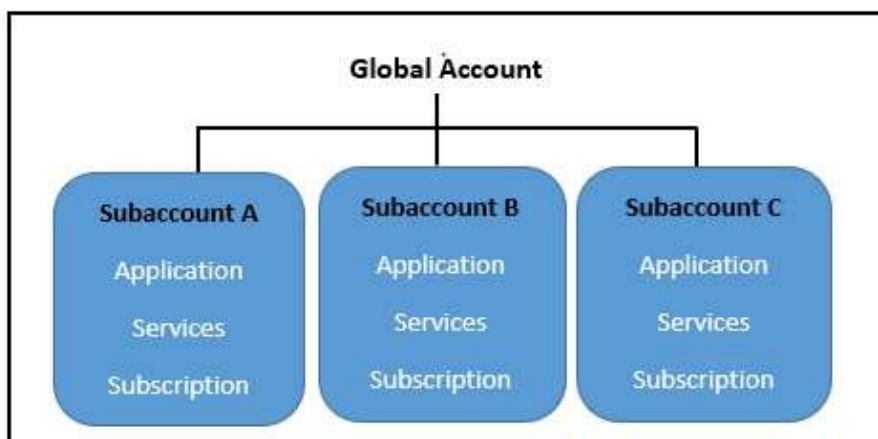 Global Account
Subaccount A
Application
Services
Subscription
Subaccount B
Application
Services
Subscription
Subaccount C
Application
Services
Subscription